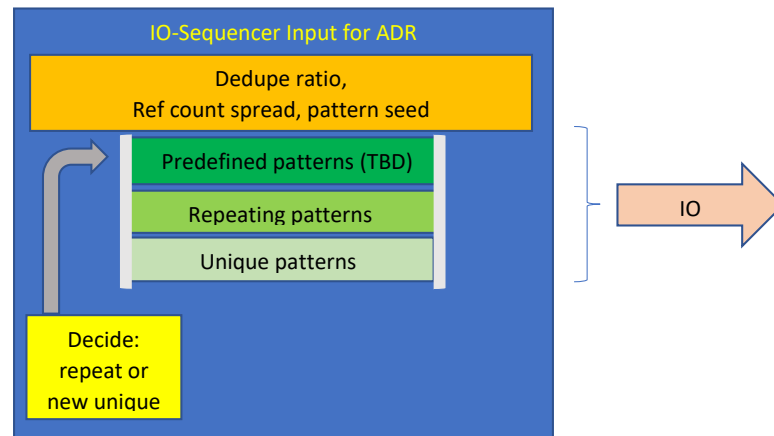 IO-Sequencer Input for ADR
Dedupe ratio,
Ref count spread, pattern seed
Predefined patterns (TBD)
Repeating patterns
Unique patterns
IO
Decide:
repeat or
new unique